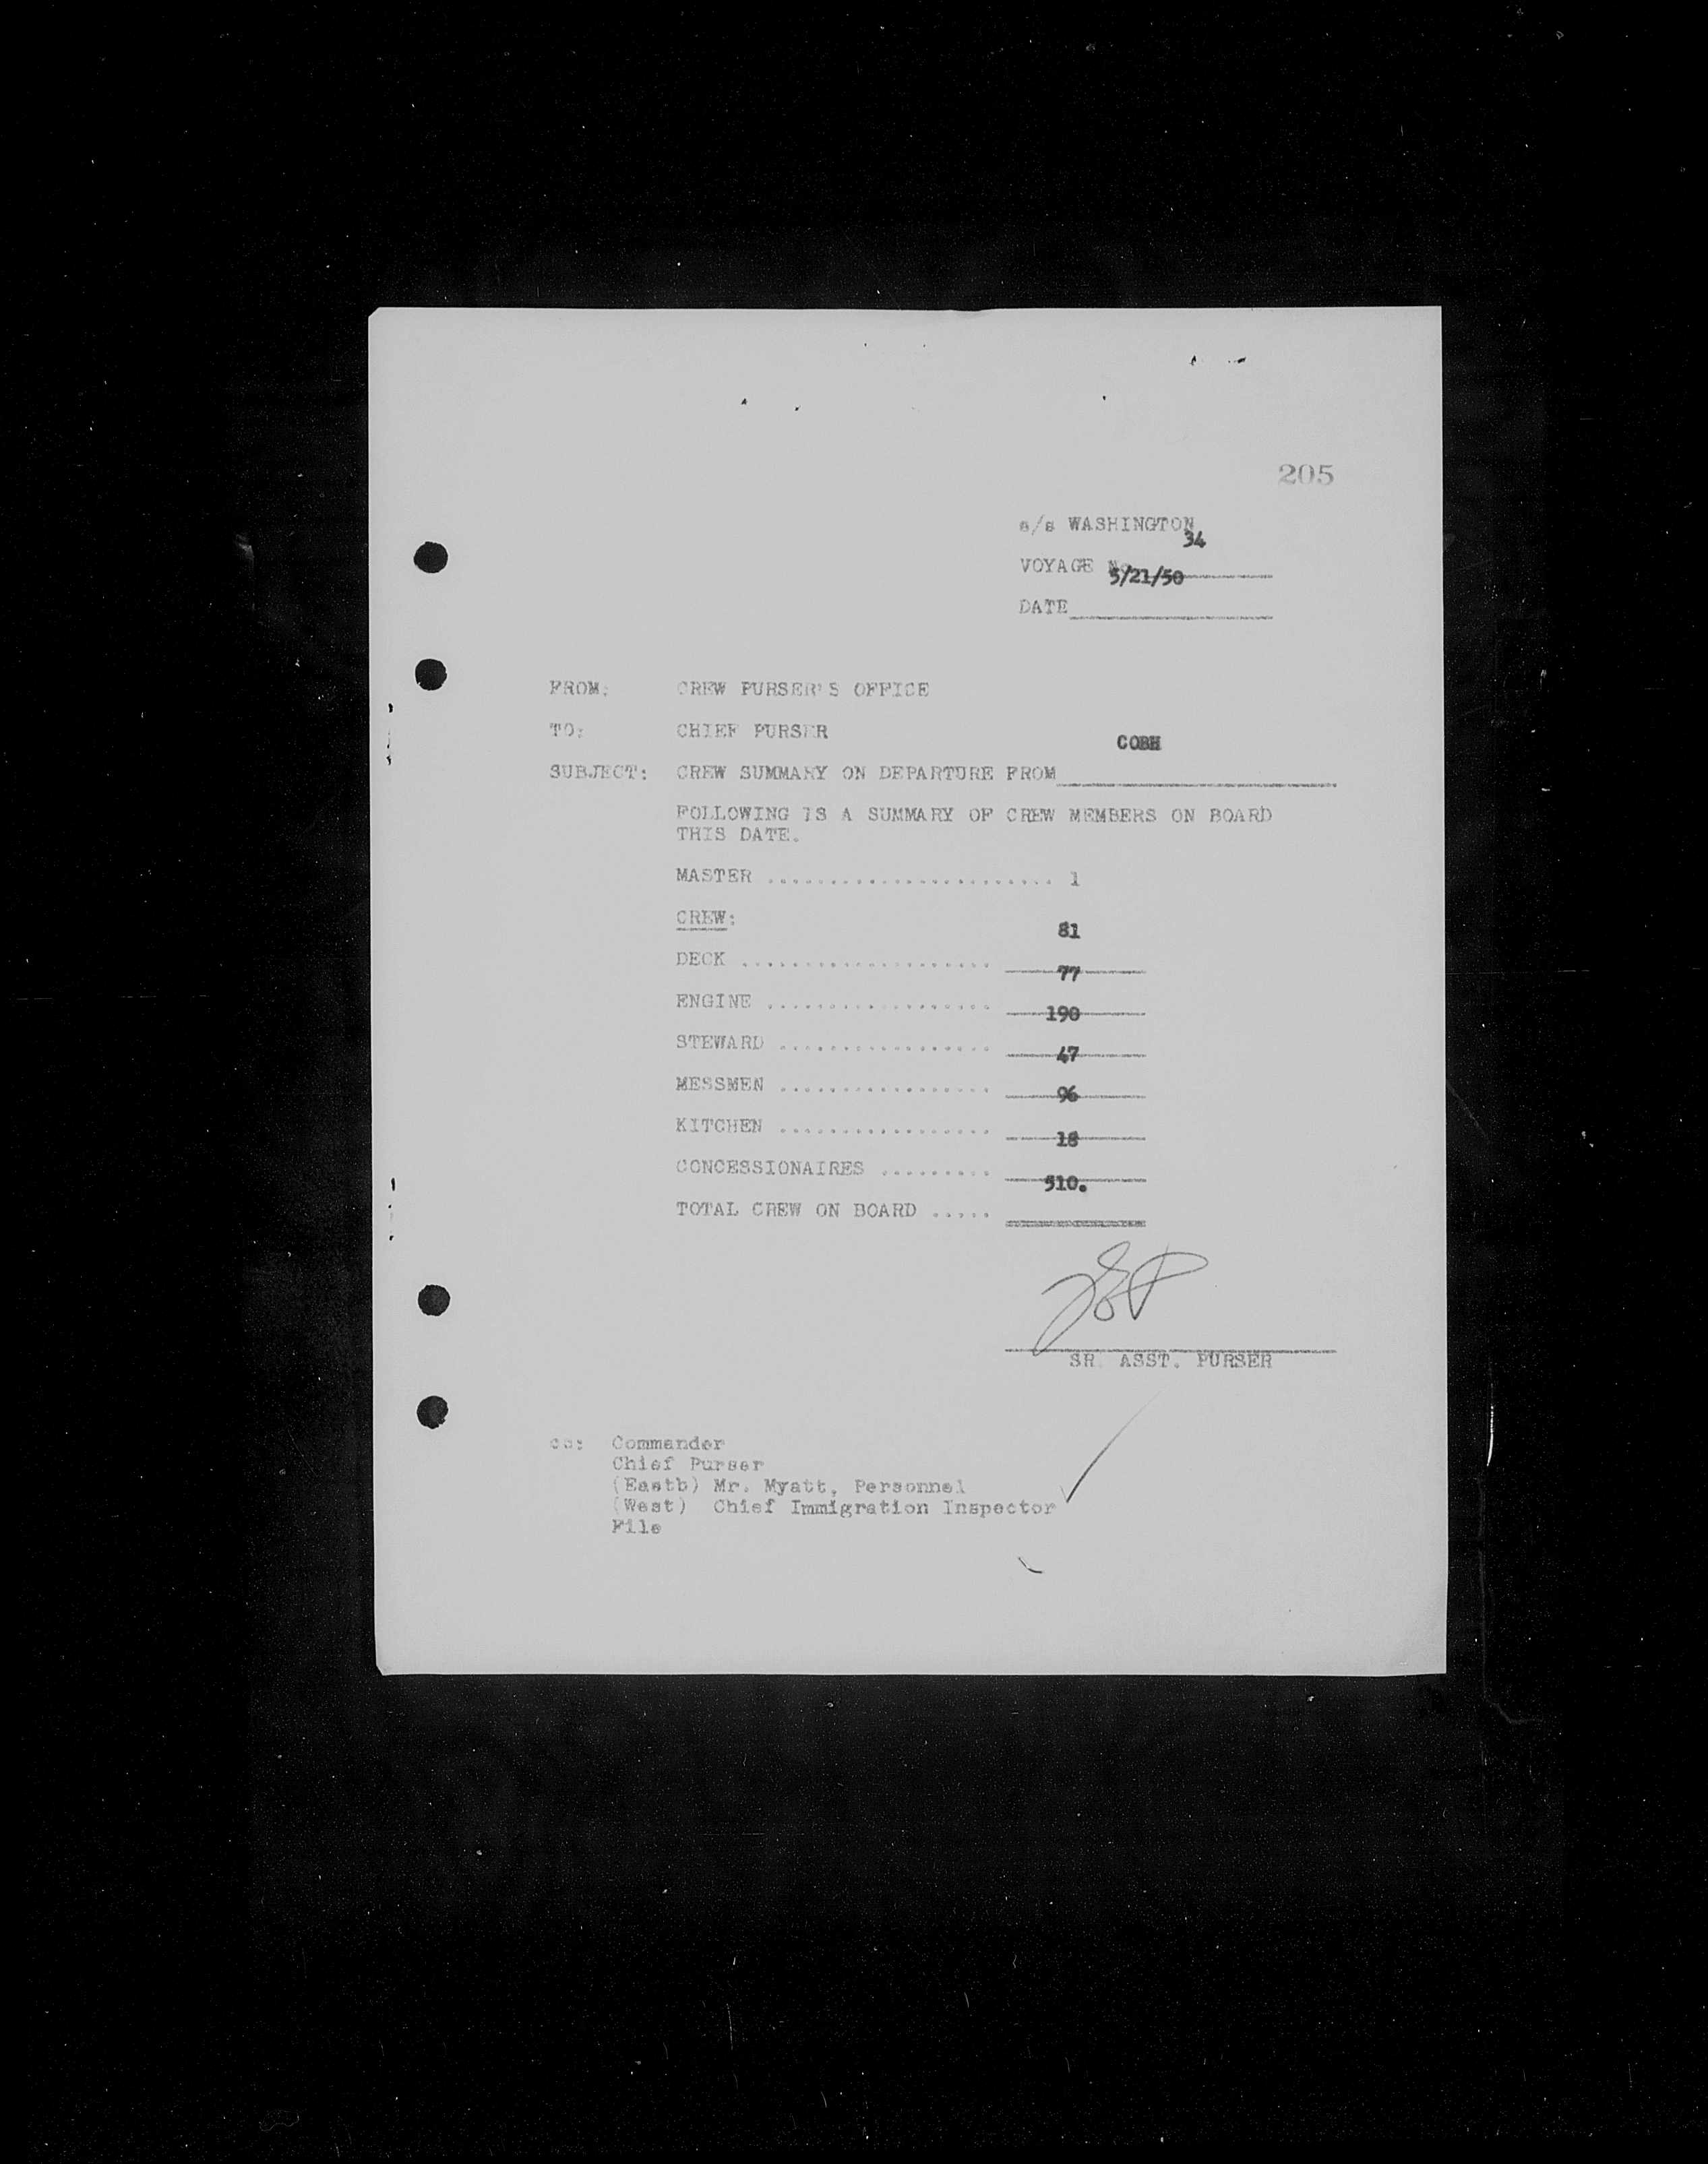 205
s/s WASHINGTON
VOYAGE No. 34
DATE 5/21/50
FROM: CREW PURSER'S OFFICE
TO: CHIEF PURSER
SUBJECT: CREW SUMMARY ON DEPARTURE FROM COBH
FOLLOWING IS A SUMMARY OF CREW MEMBERS ON BOARD
THIS DATE.
MASTER ....................... 1
CREW:
DECK .................... 81
ENGINE .................. 77
STEWARD ................. 190
MESSMEN ................. 47
KITCHEN ................. 96
CONCESSIONAIRES ......... 18
TOTAL CREW ON BOARD ..... 510.
SR. ASST. PURSER
cc: Commander
Chief Purser
(Eastb) Mr. Myatt, Personnel
(West) Chief Immigration Inspector
File